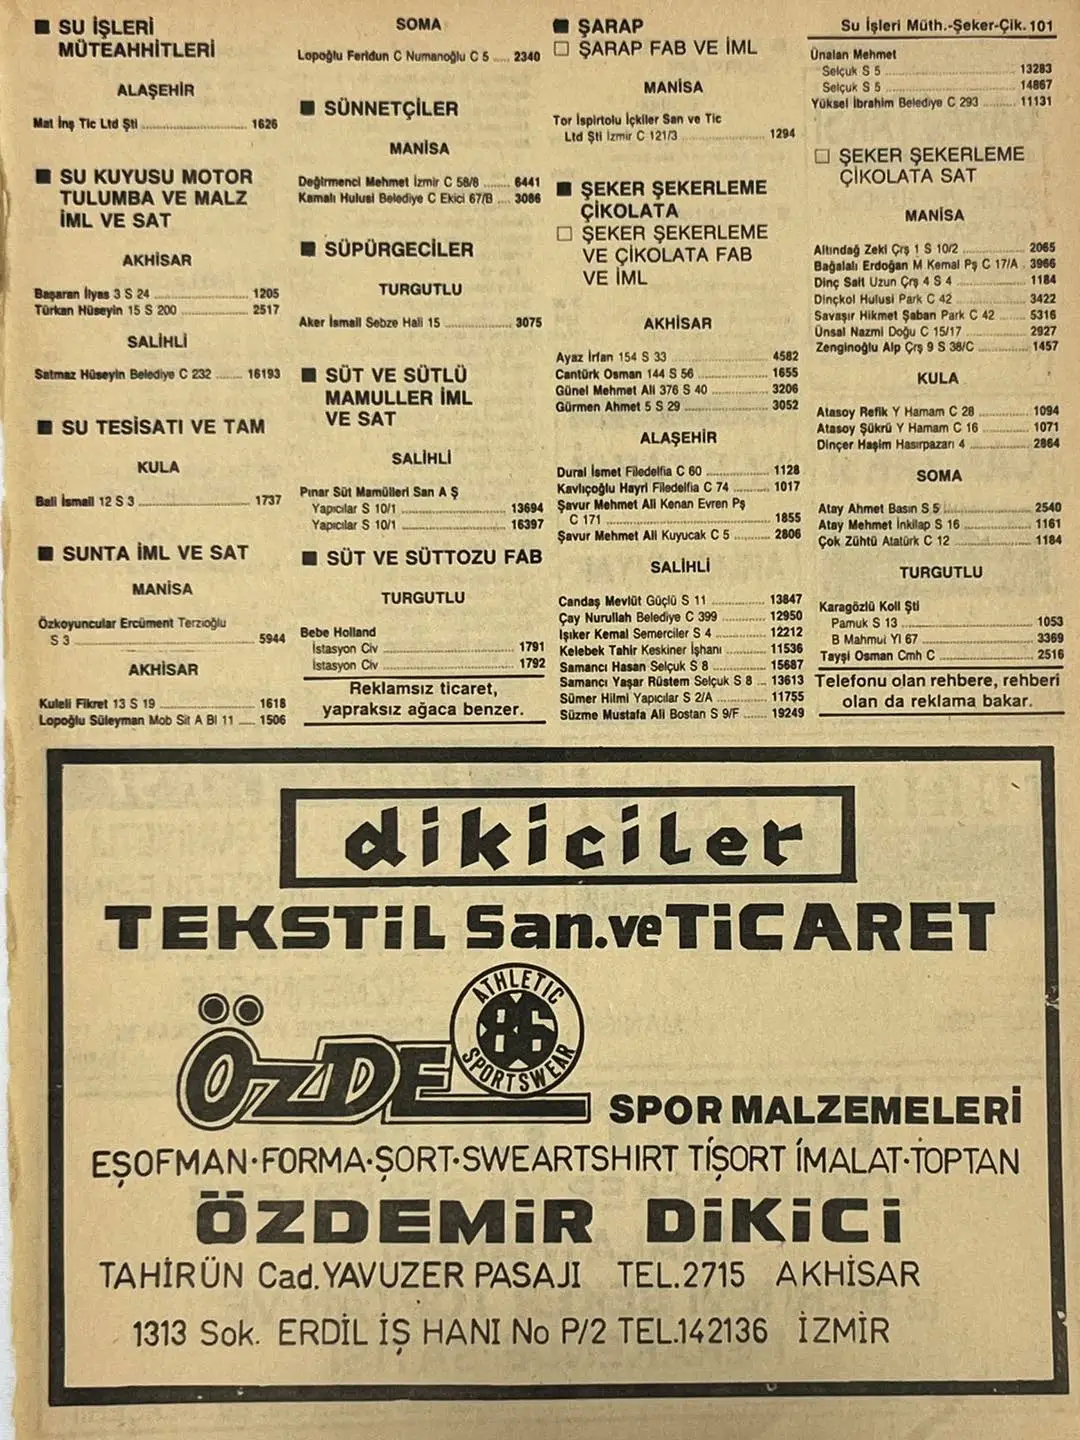 ■ SU İŞLERİ
MÜTEAHHİTLERİ
ALAŞEHİR
Mat İnş Tic Ltd Şti ........ 1626
■ SU KUYUSU MOTOR
TULUMBA VE MALZ
İML VE SAT
AKHİSAR
Başaran İlyas 3 S 24 ........ 1205
Türkan Hüseyin 15 S 200 ........ 2517
SALİHLİ
Satmaz Hüseyin Belediye C 232 ........ 16193
■ SU TESİSATI VE TAM
KULA
Bali İsmail 12 S 3 ........ 1737
■ SUNTA İML VE SAT
MANİSA
Özkoyuncular Ercüment Terzioğlu
S 3 ........ 5944
AKHİSAR
Kuleli Fikret 13 S 19 ........ 1618
Lopoğlu Süleyman Mob Sit A Bl 11 .... 1506
SOMA
Lopoğlu Feridun C Numanoğlu C 5 .... 2340
■ SÜNNETÇİLER
MANİSA
Değirmenci Mehmet İzmir C 58/8 ........ 6441
Kamalı Hulusi Belediye C Ekici 67/B .... 3086
■ SÜPÜRGECİLER
TURGUTLU
Aker İsmail Sebze Hali 15 ........ 3075
■ SÜT VE SÜTLÜ
MAMULLER İML
VE SAT
SALİHLİ
Pınar Süt Mamülleri San A Ş
Yapıcılar S 10/1 ........ 13694
Yapıcılar S 10/1 ........ 16397
■ SÜT VE SÜTTOZU FAB
TURGUTLU
Bebe Holland
İstasyon Civ ........ 1791
İstasyon Civ ........ 1792
Reklamsız ticaret,
yapraksız ağaca benzer.
■ ŞARAP
□ ŞARAP FAB VE İML
MANİSA
Tor İspirtolu İçkiler San ve Tic
Ltd Şti İzmir C 121/3 ........ 1294
■ ŞEKER ŞEKERLEME
ÇİKOLATA
□ ŞEKER ŞEKERLEME
VE ÇİKOLATA FAB
VE İML
AKHİSAR
Ayaz İrfan 154 S 33 ........ 4582
Cantürk Osman 144 S 56 ........ 1655
Günel Mehmet Ali 376 S 40 ........ 3206
Gürmen Ahmet 5 S 29 ........ 3052
ALAŞEHİR
Dural İsmet Filedelfia C 60 ........ 1128
Kavlıçoğlu Hayri Filedelfia C 74 ........ 1017
Şavur Mehmet Ali Kenan Evren Pş
C 171 ........ 1855
Şavur Mehmet Ali Kuyucak C 5 ........ 2806
SALİHLİ
Candaş Mevlüt Güçlü S 11 ........ 13847
Çay Nurullah Belediye C 399 ........ 12950
Işıker Kemal Semerciler S 4 ........ 12212
Kelebek Tahir Keskiner İşhanı ........ 11536
Samancı Hasan Selçuk S 8 ........ 15687
Samancı Yaşar Rüstem Selçuk S 8 ... 13613
Sümer Hilmi Yapıcılar S 2/A ........ 11755
Süzme Mustafa Ali Bostan S 9/F ...... 19249
Su İşleri Müth.-Şeker-Çik. 101
Ünalan Mehmet
Selçuk S 5 ........ 13283
Selçuk S 5 ........ 14867
Yüksel İbrahim Belediye C 293 ........ 11131
□ ŞEKER ŞEKERLEME
ÇİKOLATA SAT
MANİSA
Altındağ Zeki Çrş 1 S 10/2 ........ 2065
Bağalalı Erdoğan M Kemal Pş C 17/A . 3966
Dinç Sait Uzun Çrş 4 S 4 ........ 1184
Dinçkol Hulusi Park C 42 ........ 3422
Savaşır Hikmet Şaban Park C 42 ...... 5316
Ünsal Nazmi Doğu C 15/17 ........ 2927
Zenginoğlu Alp Çrş 9 S 38/C ........ 1457
KULA
Atasoy Refik Y Hamam C 28 ........ 1094
Atasoy Şükrü Y Hamam C 16 ........ 1071
Dinçer Haşim Hasırpazarı 4 ........ 2864
SOMA
Atay Ahmet Basın S 5 ........ 2540
Atay Mehmet İnkilap S 16 ........ 1161
Çok Zühtü Atatürk C 12 ........ 1184
TURGUTLU
Karagözlü Koll Şti
Pamuk S 13 ........ 1053
B Mahmut Yl 67 ........ 3369
Tayşi Osman Cmh C ........ 2516
Telefonu olan rehbere, rehberi
olan da reklama bakar.
dikiciler
TEKSTİL San.ve TİCARET
ATHLETIC
86
SPORTSWEAR
ÖZDE
SPOR MALZEMELERİ
EŞOFMAN·FORMA·ŞORT·SWEARTSHIRT TİŞORT İMALAT·TOPTAN
ÖZDEMİR DİKİCİ
TAHİRÜN Cad. YAVUZER PASAJI TEL.2715 AKHİSAR
1313 Sok. ERDİL İŞ HANI No P/2 TEL.142136 İZMİR